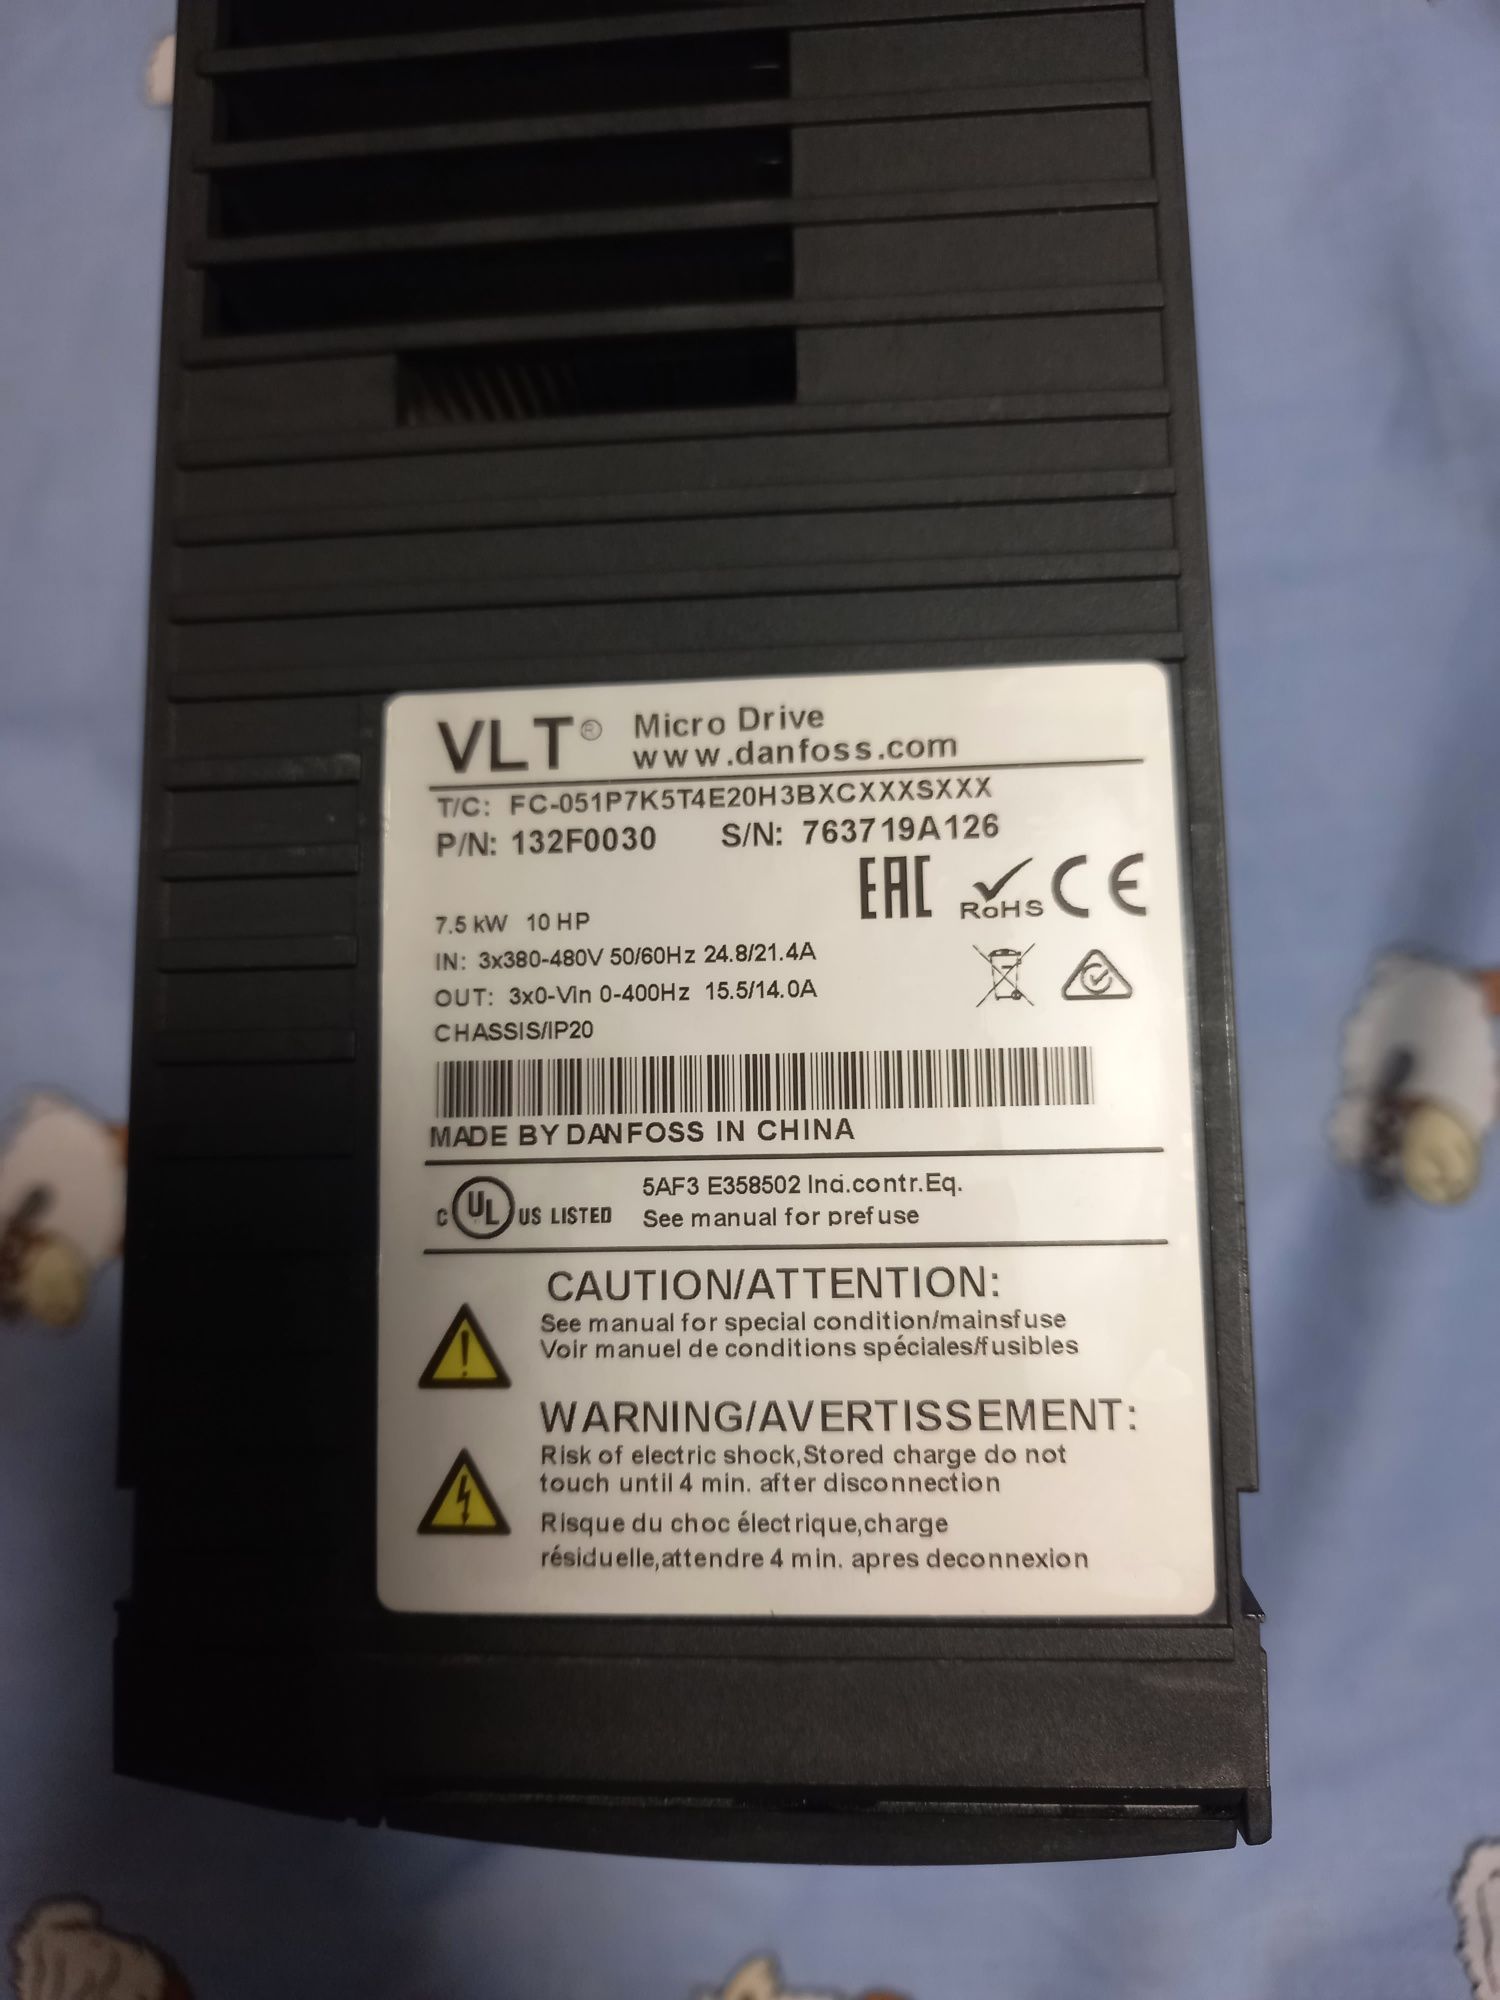 VLT® Micro Drive
www.danfoss.com
T/C: FC-051P7K5T4E20H3BXCXXXSXXX
P/N: 132F0030 S/N: 763719A126
EAC RoHS CE
7.5 kW 10 HP
IN: 3x380-480V 50/60Hz 24.8/21.4A
OUT: 3x0-Vin 0-400Hz 15.5/14.0A
CHASSIS/IP20
MADE BY DANFOSS IN CHINA
c UL US LISTED
5AF3 E358502 Ind.contr.Eq.
See manual for prefuse
CAUTION/ATTENTION:
See manual for special condition/mainsfuse
Voir manuel de conditions spéciales/fusibles
WARNING/AVERTISSEMENT:
Risk of electric shock,Stored charge do not
touch until 4 min. after disconnection
Risque du choc électrique,charge
résiduelle,attendre 4 min. apres deconnexion